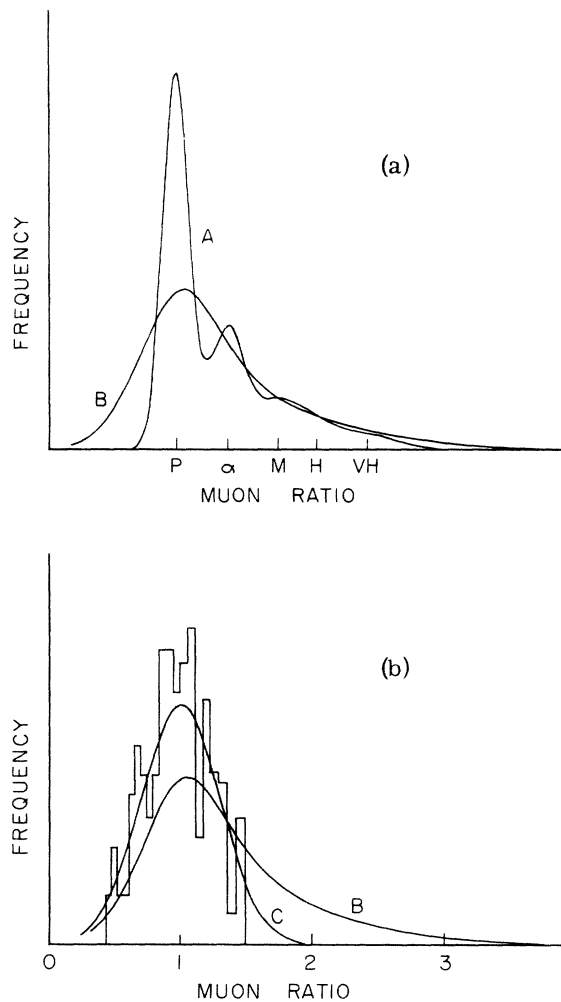 (a)
FREQUENCY
A
B
P α M H VH
MUON RATIO
(b)
FREQUENCY
B
C
0 1 2 3
MUON RATIO